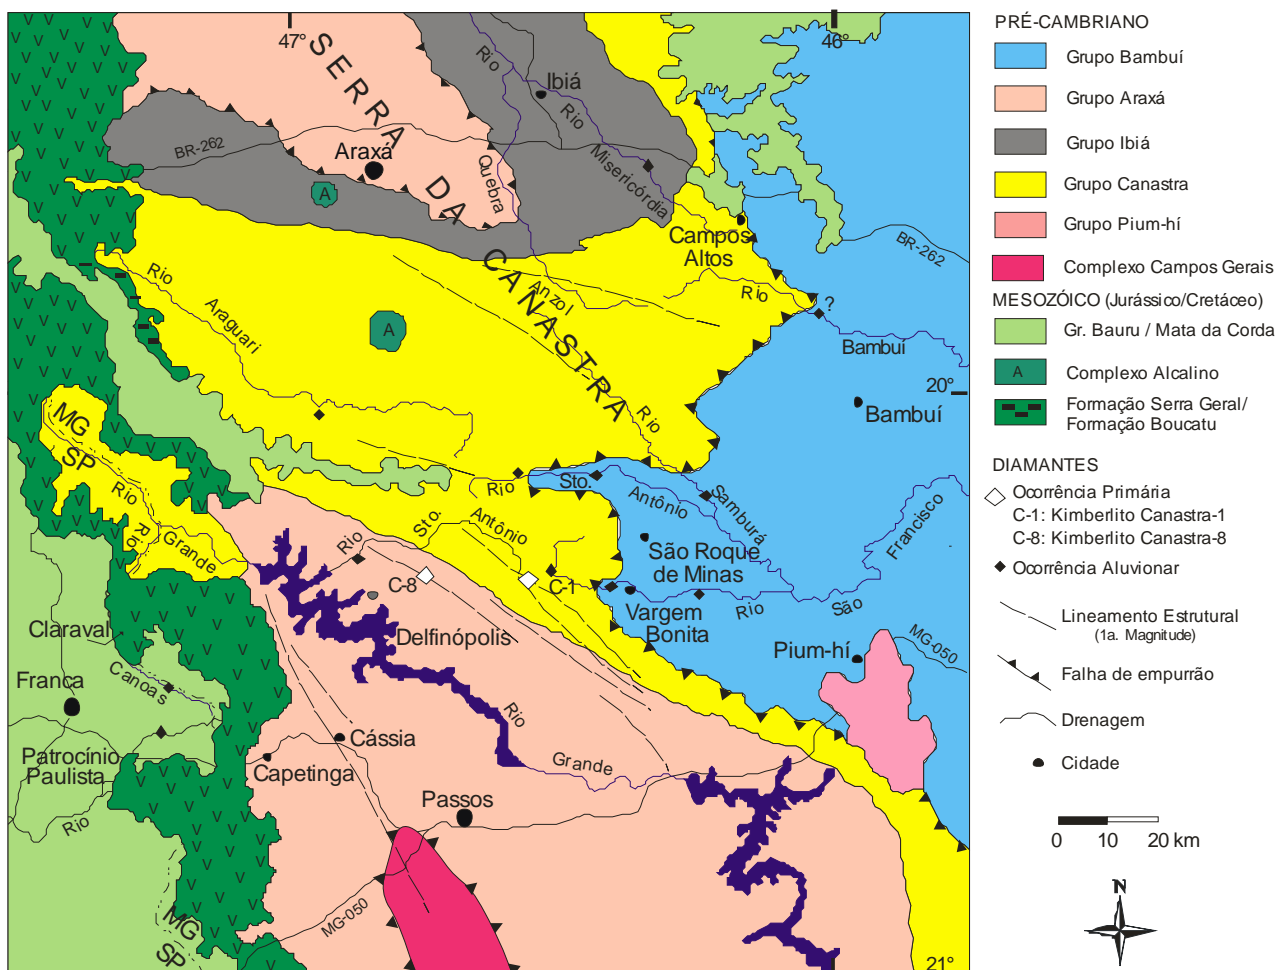 47°
46°
SERRA
DA
CANASTRA
Rio
Ibiá
Rio
Misericórdia
Quebra
Anzol
BR-262
Araxá
A
Campos
Altos
BR-262
Rio
?
Bambuí
20°
Bambuí
Rio
Araguari
A
MG
SP
Rio
Rio
Grande
Rio
Rio
Sto.
Antônio
Samburá
Sto.
Antônio
Rio
Francisco
São Roque
de Minas
C-8
C-1
Vargem
Bonita
Rio
São
Delfinópolis
Claraval
Canoas
Franca
Pium-hí
MG-050
Patrocínio
Paulista
Rio
Cássia
Capetinga
Rio
Grande
Passos
MG-050
MG
SP
21°
V V V V V V V V
PRÉ-CAMBRIANO
Grupo Bambuí
Grupo Araxá
Grupo Ibiá
Grupo Canastra
Grupo Pium-hí
Complexo Campos Gerais
MESOZÓICO (Jurássico/Cretáceo)
Gr. Bauru / Mata da Corda
A
Complexo Alcalino
Formação Serra Geral/
Formação Boucatu
DIAMANTES
Ocorrência Primária
C-1: Kimberlito Canastra-1
C-8: Kimberlito Canastra-8
Ocorrência Aluvionar
Lineamento Estrutural
(1a. Magnitude)
Falha de empurrão
Drenagem
Cidade
0 10 20 km
N